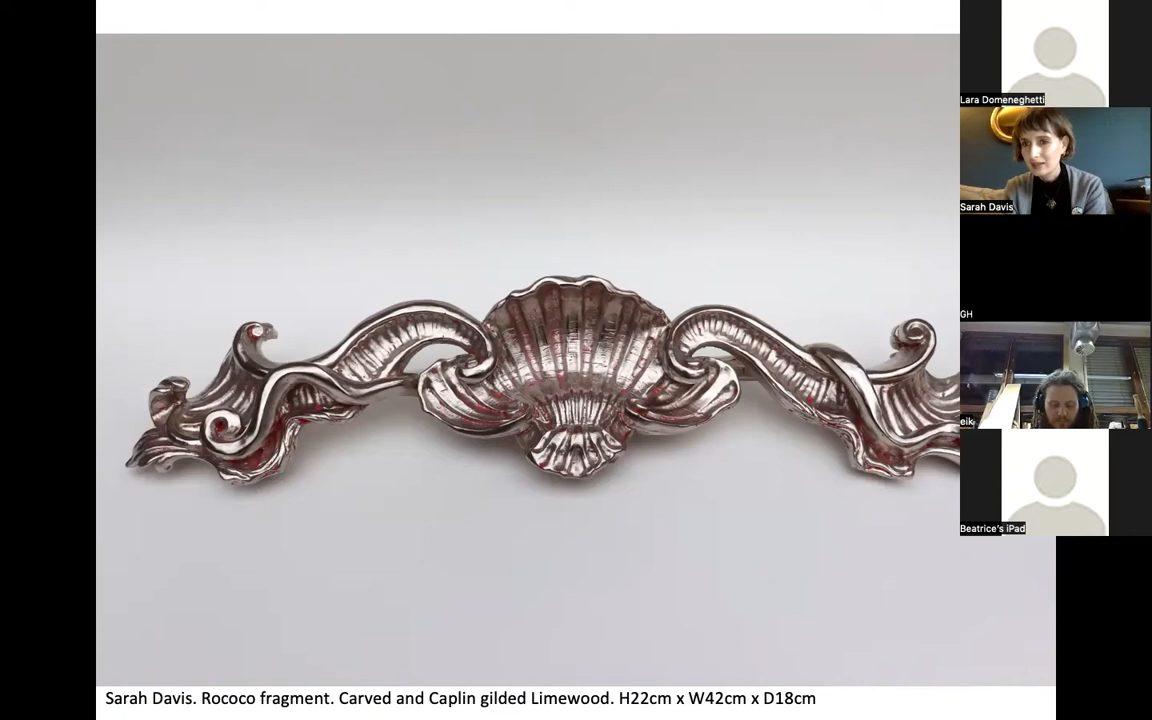 Lara Domeneghetti
Sarah Davis
GH
eik
Beatrice's iPad
Sarah Davis. Rococo fragment. Carved and Caplin gilded Limewood. H22cm x W42cm x D18cm